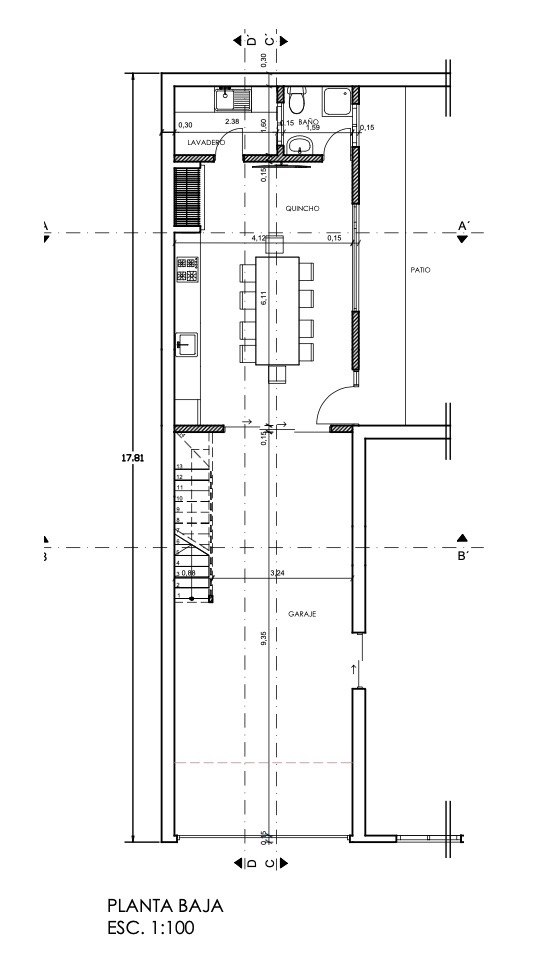 D´
C´
0,30
2.38
0,30
1,60
0.15
BAÑO
1,59
0,15
LAVADERO
0,15
QUINCHO
A
A´
4,12
0,15
PATIO
6,11
0,15
17.81
13
12
11
10
9
8
7
6
5
4
3
2
1
B
B´
0,88
3,24
GARAJE
9,35
0,15
D
C
PLANTA BAJA
ESC. 1:100